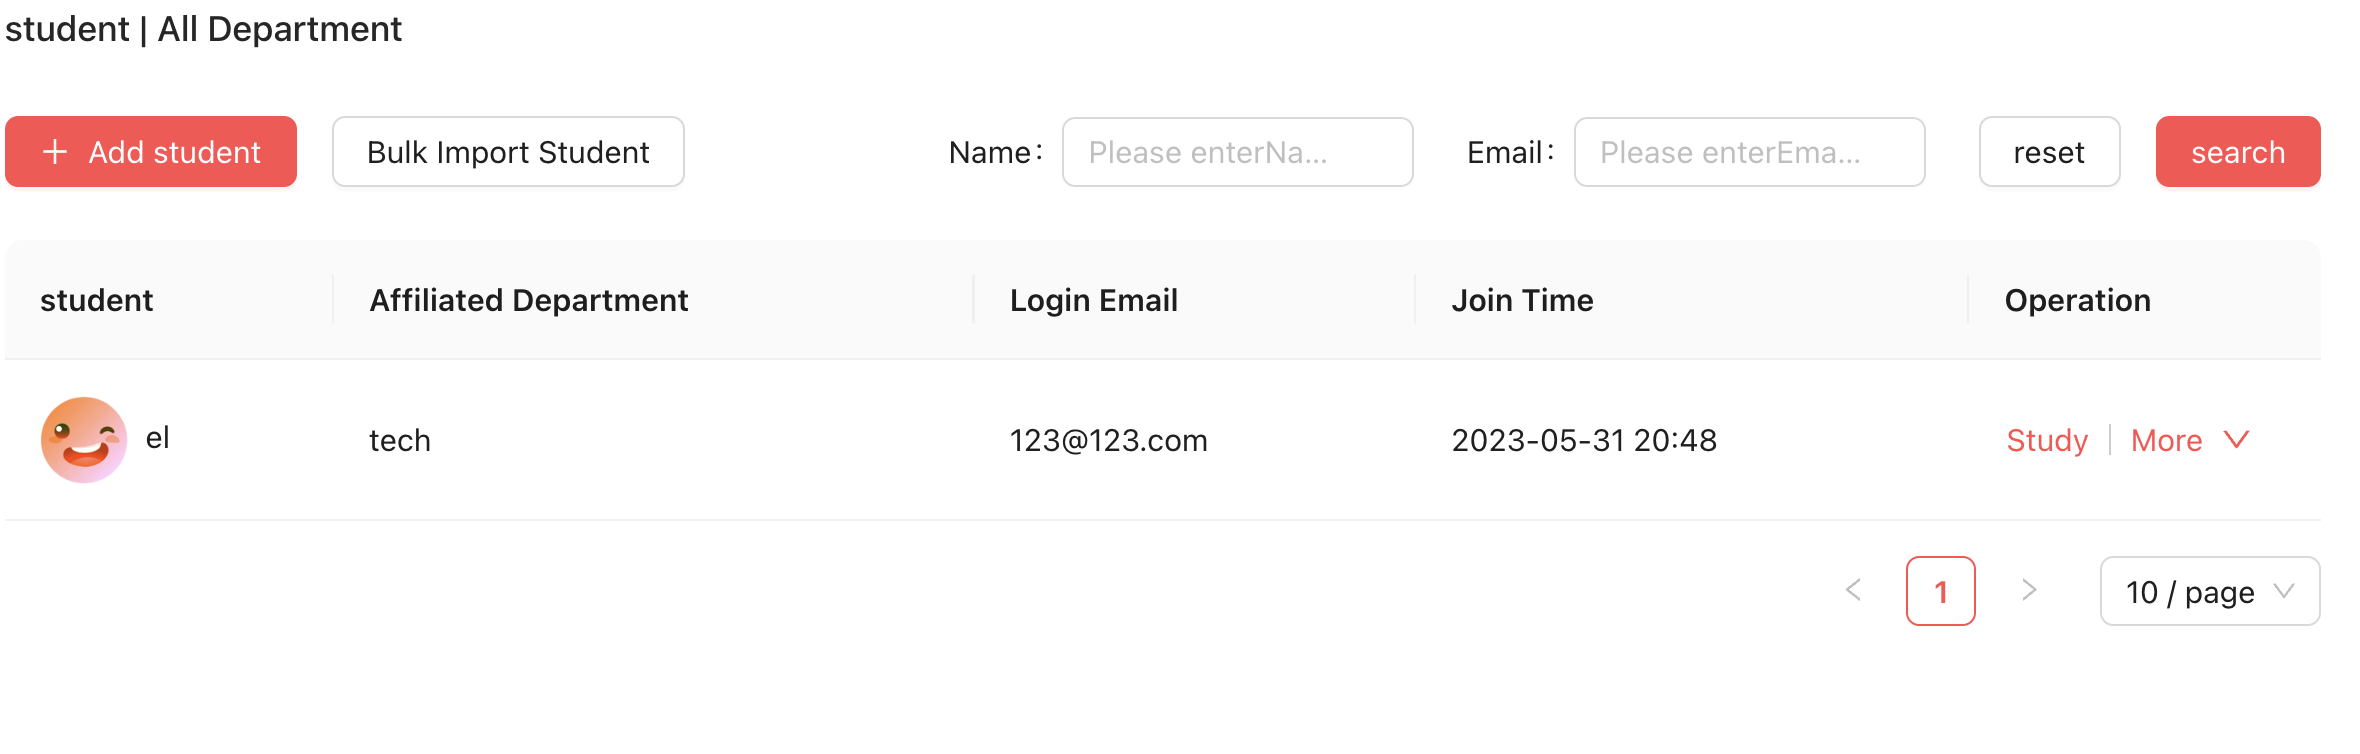 student | All Department
+ Add student Bulk Import Student Name: Please enterNa... Email: Please enterEma... reset search
student Affiliated Department Login Email Join Time Operation
el tech 123@123.com 2023-05-31 20:48 Study | More
< 1 > 10 / page